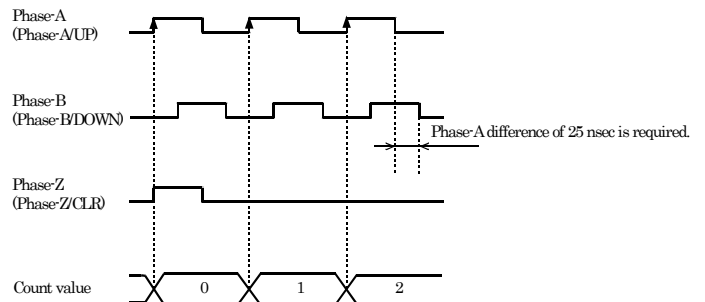 Phase-A
(Phase-A/UP)
Phase-B
(Phase-B/DOWN)
Phase-A difference of 25 nsec is required.
Phase-Z
(Phase-Z/CLR)
Count value
0
1
2